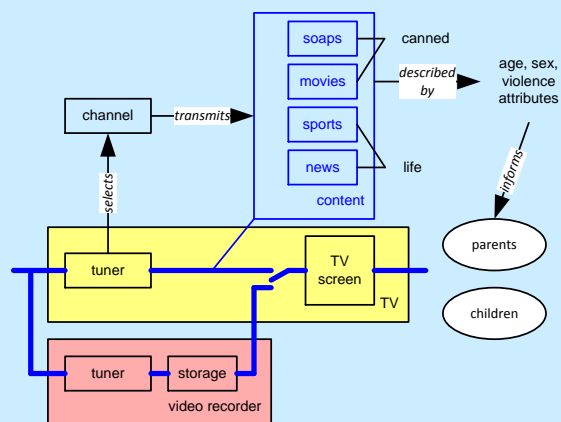 soaps
canned
movies
described
by
age, sex,
violence
attributes
channel
transmits
sports
news
life
content
selects
informs
parents
tuner
TV
screen
TV
children
tuner
storage
video recorder